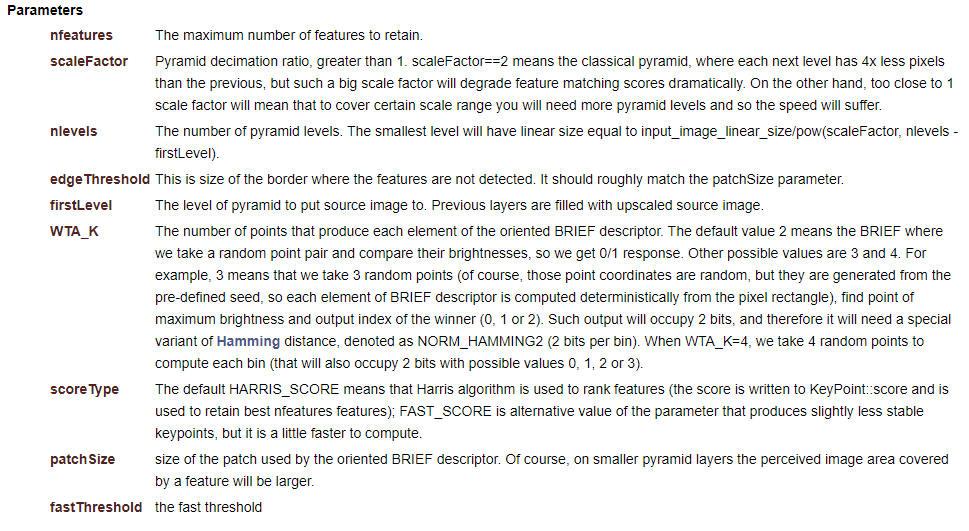 Parameters
nfeatures The maximum number of features to retain.
scaleFactor Pyramid decimation ratio, greater than 1. scaleFactor==2 means the classical pyramid, where each next level has 4x less pixels
than the previous, but such a big scale factor will degrade feature matching scores dramatically. On the other hand, too close to 1
scale factor will mean that to cover certain scale range you will need more pyramid levels and so the speed will suffer.
nlevels The number of pyramid levels. The smallest level will have linear size equal to input_image_linear_size/pow(scaleFactor, nlevels -
firstLevel).
edgeThreshold This is size of the border where the features are not detected. It should roughly match the patchSize parameter.
firstLevel The level of pyramid to put source image to. Previous layers are filled with upscaled source image.
WTA_K The number of points that produce each element of the oriented BRIEF descriptor. The default value 2 means the BRIEF where
we take a random point pair and compare their brightnesses, so we get 0/1 response. Other possible values are 3 and 4. For
example, 3 means that we take 3 random points (of course, those point coordinates are random, but they are generated from the
pre-defined seed, so each element of BRIEF descriptor is computed deterministically from the pixel rectangle), find point of
maximum brightness and output index of the winner (0, 1 or 2). Such output will occupy 2 bits, and therefore it will need a special
variant of Hamming distance, denoted as NORM_HAMMING2 (2 bits per bin). When WTA_K=4, we take 4 random points to
compute each bin (that will also occupy 2 bits with possible values 0, 1, 2 or 3).
scoreType The default HARRIS_SCORE means that Harris algorithm is used to rank features (the score is written to KeyPoint::score and is
used to retain best nfeatures features); FAST_SCORE is alternative value of the parameter that produces slightly less stable
keypoints, but it is a little faster to compute.
patchSize size of the patch used by the oriented BRIEF descriptor. Of course, on smaller pyramid layers the perceived image area covered
by a feature will be larger.
fastThreshold the fast threshold